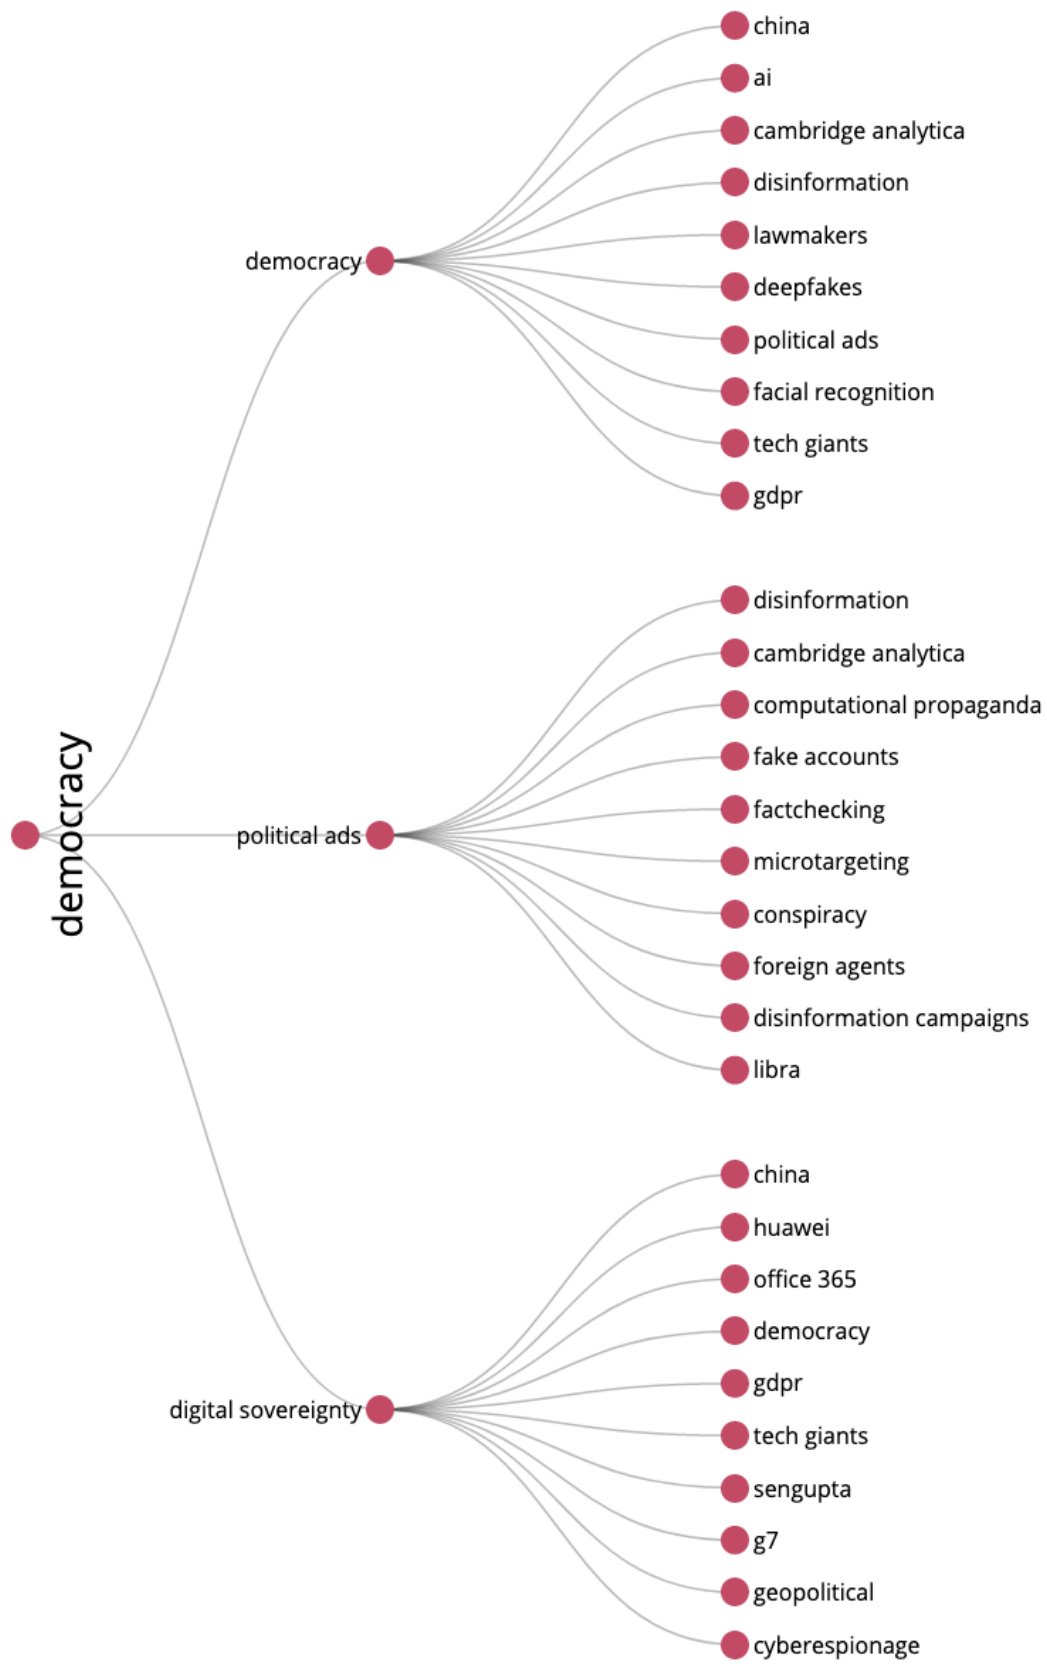 democracy
democracy
china
ai
cambridge analytica
disinformation
lawmakers
deepfakes
political ads
facial recognition
tech giants
gdpr
political ads
disinformation
cambridge analytica
computational propaganda
fake accounts
factchecking
microtargeting
conspiracy
foreign agents
disinformation campaigns
libra
digital sovereignty
china
huawei
office 365
democracy
gdpr
tech giants
sengupta
g7
geopolitical
cyberespionage